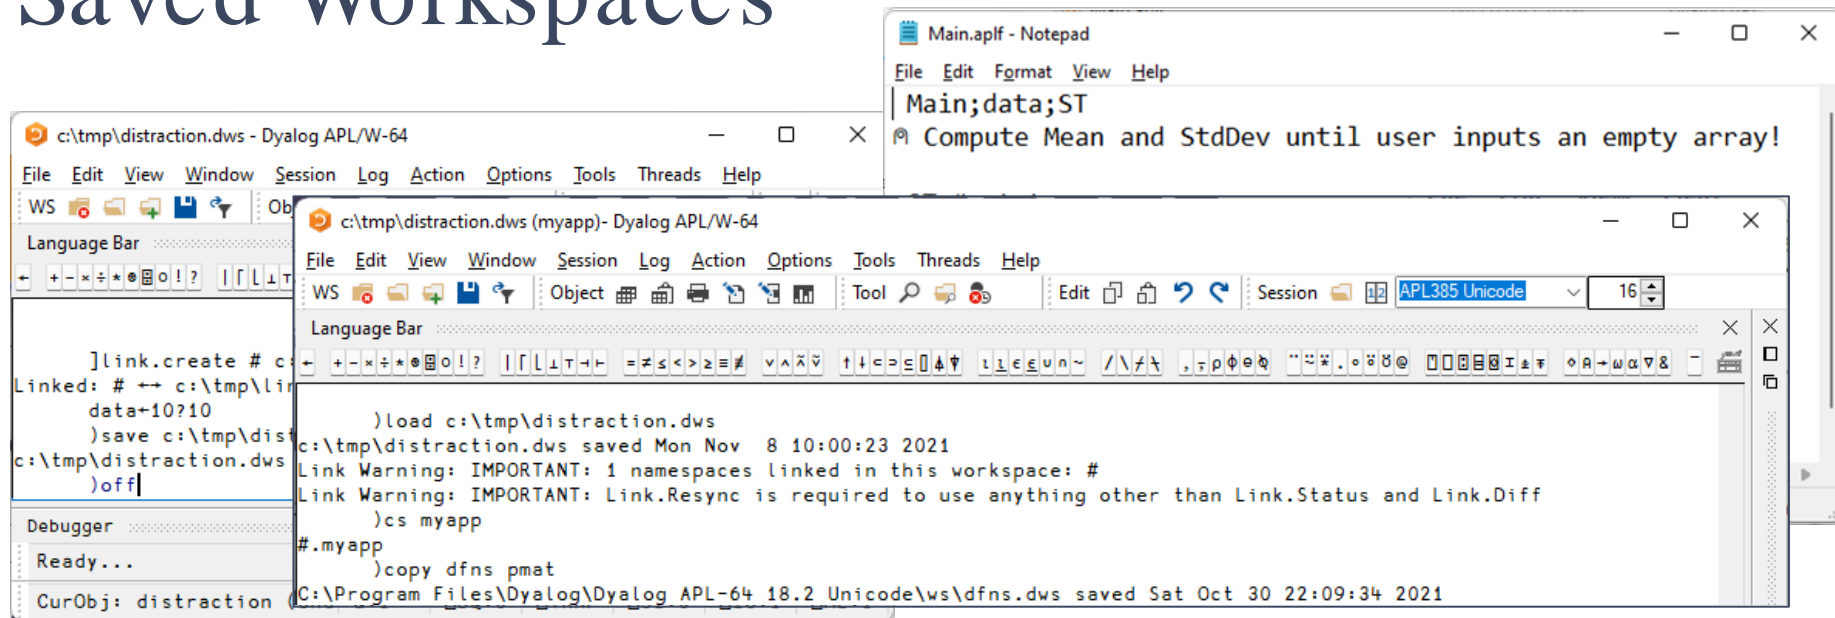 Saved Workspaces
Main.aplf - Notepad
File Edit Format View Help
Main;data;ST
⍝ Compute Mean and StdDev until user inputs an empty array!
c:\tmp\distraction.dws - Dyalog APL/W-64
File Edit View Window Session Log Action Options Tools Threads Help
WS
Language Bar
← + - × ÷ * ⍟ ⌹ ○ ! ? | ⌈ ⌊ ⊥ ⊤
]link.create #
Linked: # ↔
data←10?10
)save
c:\tmp\distraction.dws
)off
Debugger
Ready...
CurObj: distraction
c:\tmp\distraction.dws (myapp)- Dyalog APL/W-64
File Edit View Window Session Log Action Options Tools Threads Help
WS Object Tool Edit Session APL385 Unicode 16
Language Bar
← + - × ÷ * ⍟ ⌹ ○ ! ? | ⌈ ⌊ ⊥ ⊤ ⊣ ⊢ = ≠ ≤ < > ≥ ≡ ≢ ∨ ∧ ⍲ ⍱ ↑ ↓ ⊂ ⊃ ⊆ ⌷ ⍋ ⍒ ⍳ ⍸ ∊ ⍷ ∪ ∩ ~ / \ ⌿ ⍀ , ⍪ ⍴ ⌽ ⊖ ⍉ ¨ ⍨ ⍣ . ∘ ⍤ ⍥ @ ⍞ ⎕ ⍠ ⌸ ⌺ ⌶ ⍎ ⍕ ⋄ ⍝ → ⍵ ⍺ ∇ & ¯
)load c:\tmp\distraction.dws
c:\tmp\distraction.dws saved Mon Nov  8 10:00:23 2021
Link Warning: IMPORTANT: 1 namespaces linked in this workspace: #
Link Warning: IMPORTANT: Link.Resync is required to use anything other than Link.Status and Link.Diff
)cs myapp
#.myapp
)copy dfns pmat
C:\Program Files\Dyalog\Dyalog APL-64 18.2 Unicode\ws\dfns.dws saved Sat Oct 30 22:09:34 2021